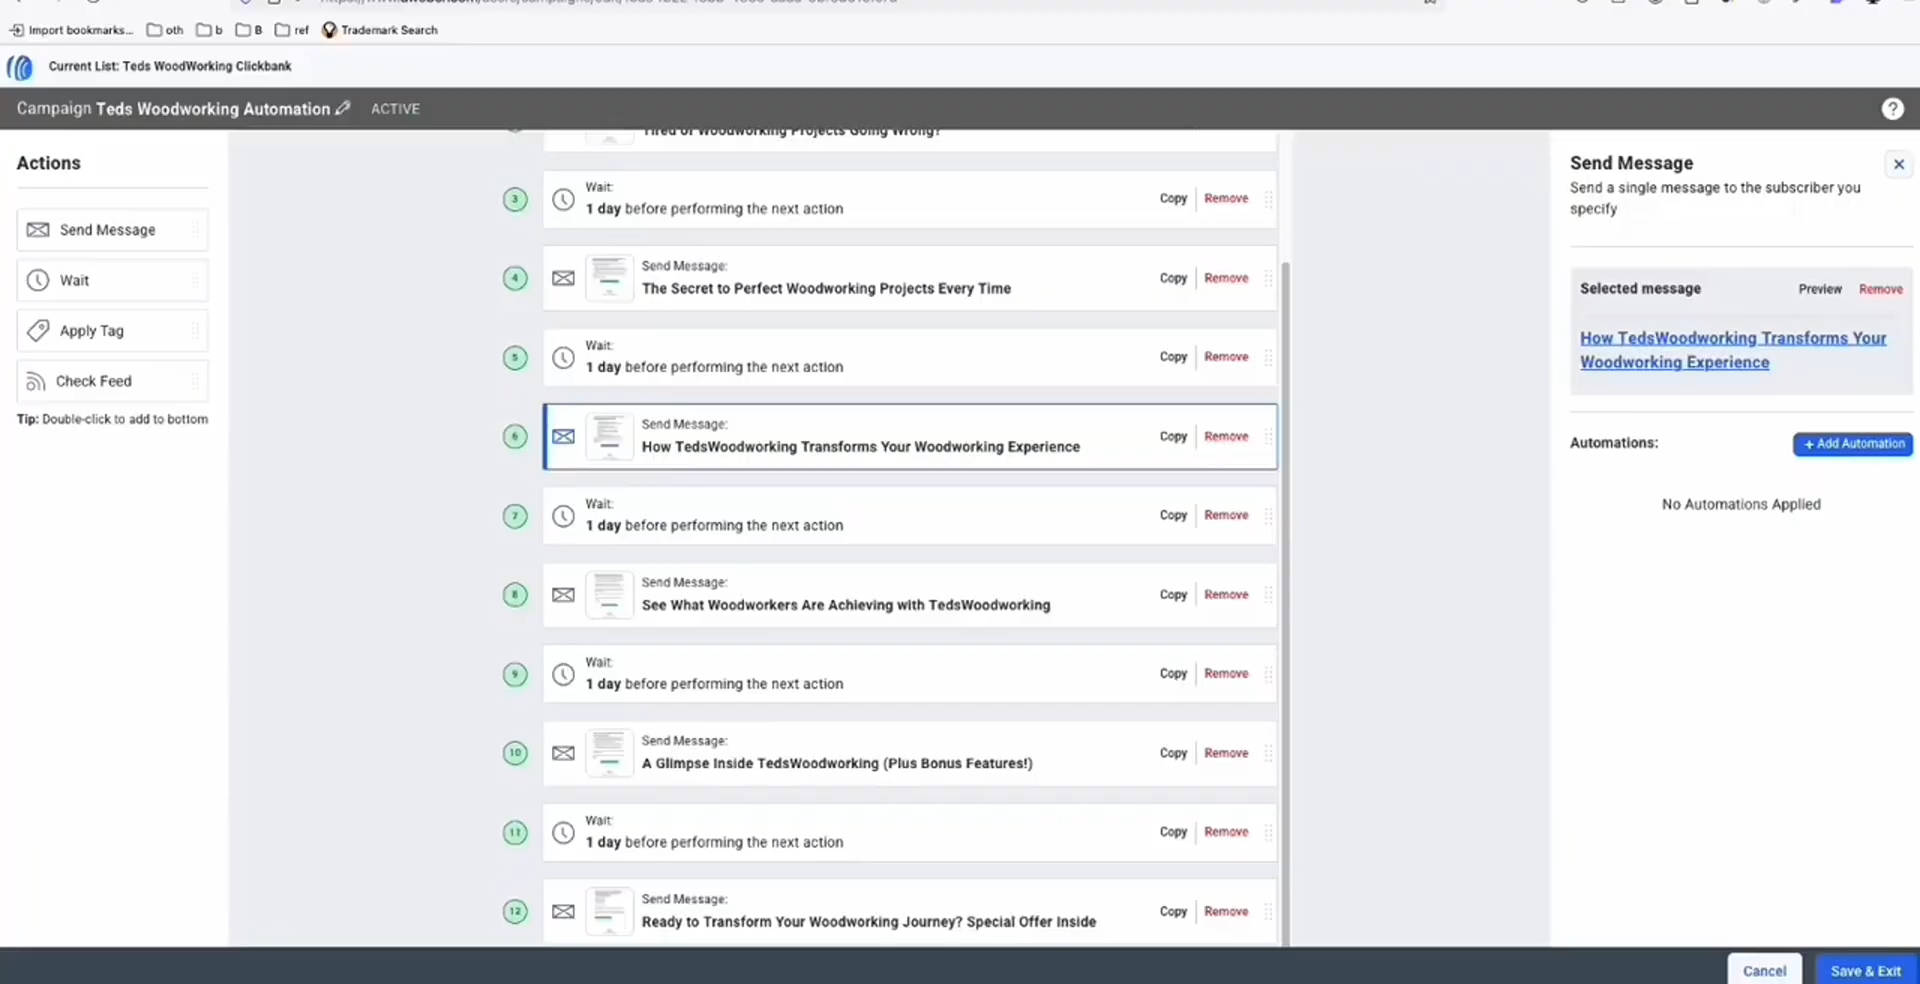 Import bookmarks...
oth
b
B
ref
Trademark Search
Current List: Teds WoodWorking Clickbank
Campaign Teds Woodworking Automation
ACTIVE
?
Actions
Send Message
Wait
Apply Tag
Check Feed
Tip: Double-click to add to bottom
Tired of Woodworking Projects Going Wrong?
3
Wait:
1 day before performing the next action
Copy
Remove
4
Send Message:
The Secret to Perfect Woodworking Projects Every Time
Copy
Remove
5
Wait:
1 day before performing the next action
Copy
Remove
6
Send Message:
How TedsWoodworking Transforms Your Woodworking Experience
Copy
Remove
7
Wait:
1 day before performing the next action
Copy
Remove
8
Send Message:
See What Woodworkers Are Achieving with TedsWoodworking
Copy
Remove
9
Wait:
1 day before performing the next action
Copy
Remove
10
Send Message:
A Glimpse Inside TedsWoodworking (Plus Bonus Features!)
Copy
Remove
11
Wait:
1 day before performing the next action
Copy
Remove
12
Send Message:
Ready to Transform Your Woodworking Journey? Special Offer Inside
Copy
Remove
Send Message
Send a single message to the subscriber you
specify
Selected message
Preview
Remove
How TedsWoodworking Transforms Your
Woodworking Experience
Automations:
+ Add Automation
No Automations Applied
Cancel
Save & Exit